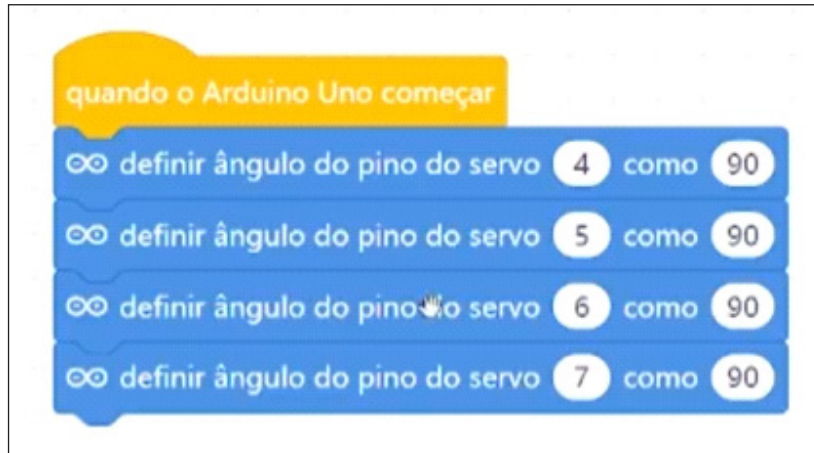 quando o Arduino Uno começar
definir ângulo do pino do servo 4 como 90
definir ângulo do pino do servo 5 como 90
definir ângulo do pino do servo 6 como 90
definir ângulo do pino do servo 7 como 90